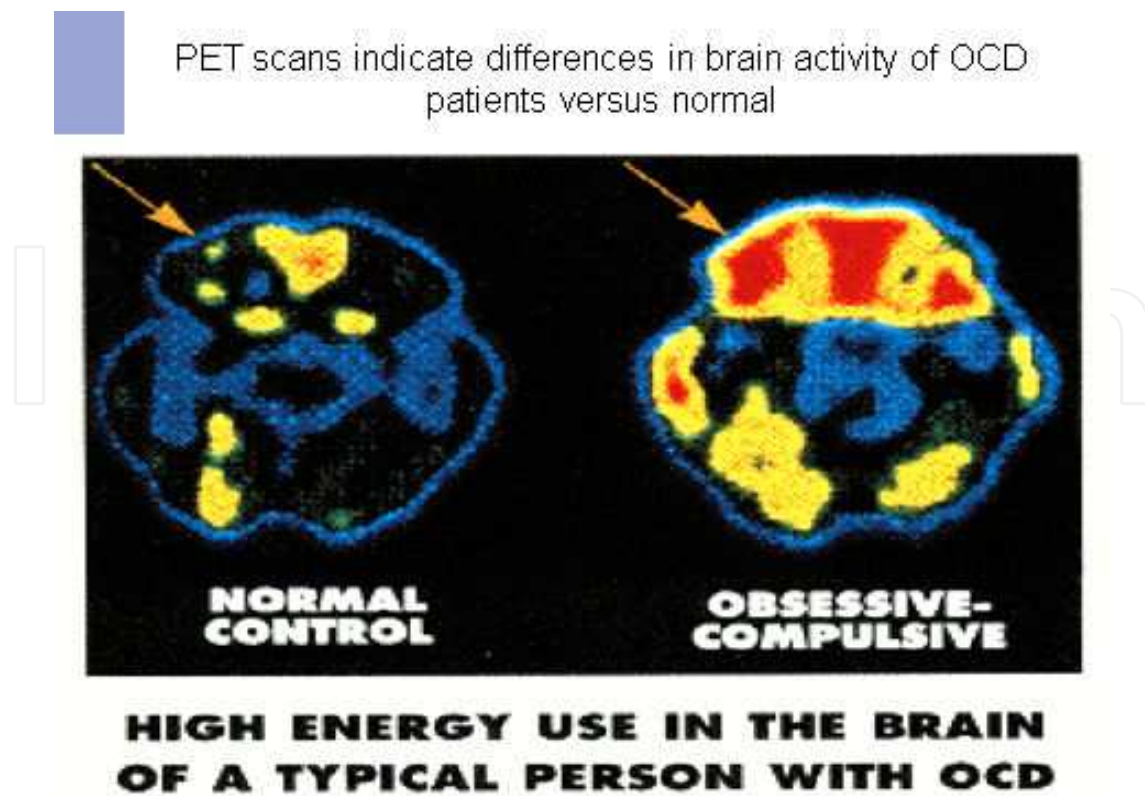 PET scans indicate differences in brain activity of OCD
patients versus normal
NORMAL
CONTROL
OBSESSIVE-
COMPULSIVE
HIGH ENERGY USE IN THE BRAIN
OF A TYPICAL PERSON WITH OCD